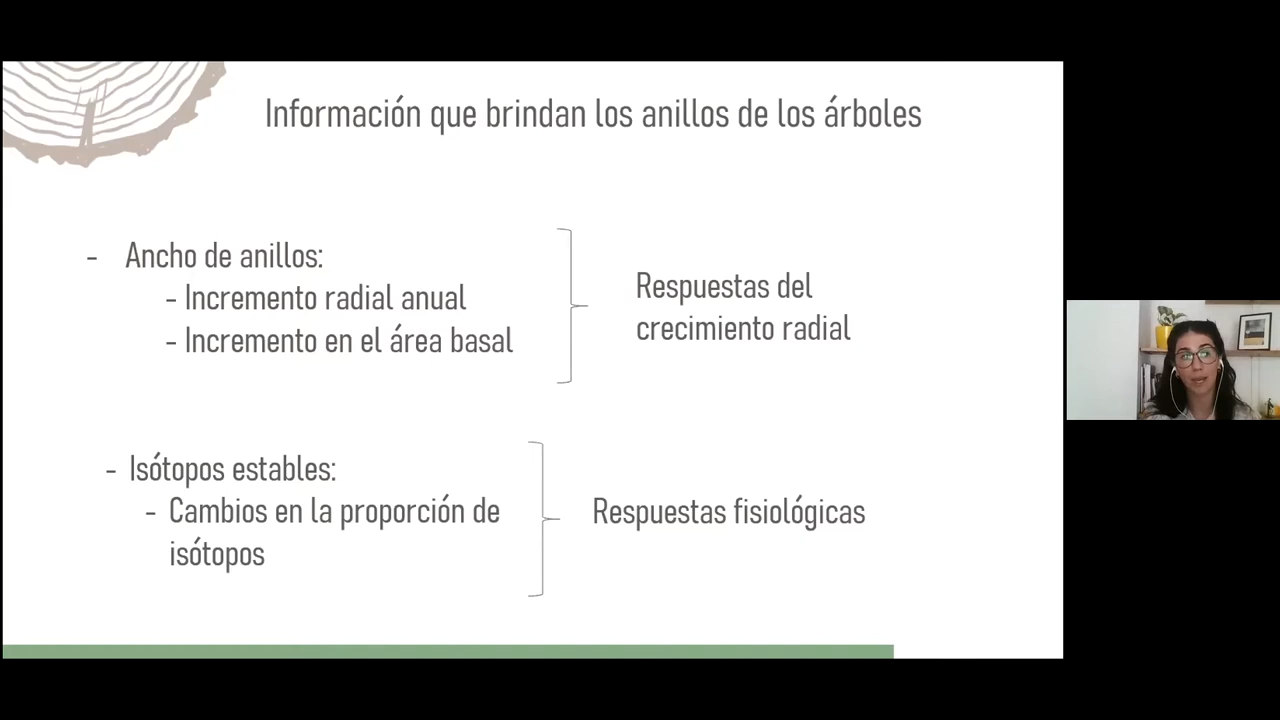 Información que brindan los anillos de los árboles
- Ancho de anillos:
- Incremento radial anual
- Incremento en el área basal
Respuestas del
crecimiento radial
- Isótopos estables:
- Cambios en la proporción de
isótopos
Respuestas fisiológicas